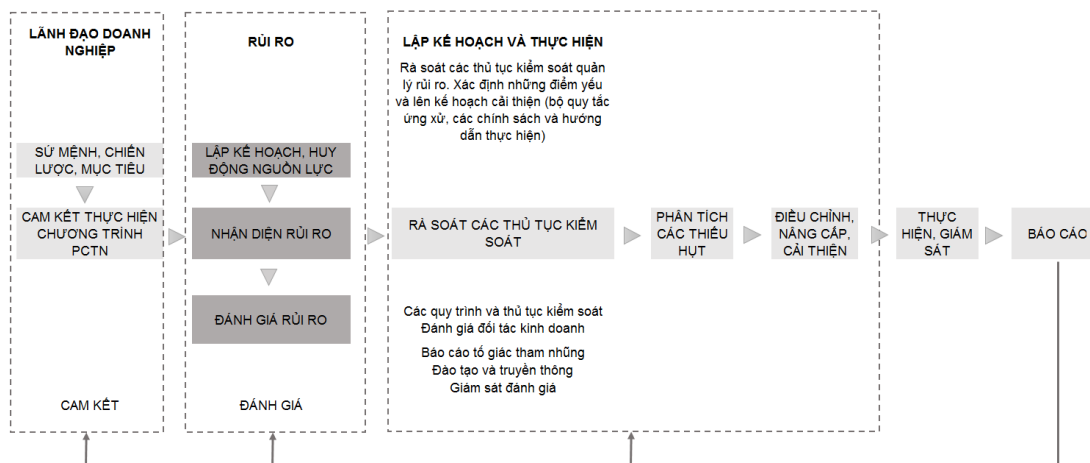 LÃNH ĐẠO DOANH
NGHIỆP
SỨ MỆNH, CHIẾN
LƯỢC, MỤC TIÊU
CAM KẾT THỰC HIỆN
CHƯƠNG TRÌNH
PCTN
CAM KẾT
RỦI RO
LẬP KẾ HOẠCH, HUY
ĐỘNG NGUỒN LỰC
NHẬN DIỆN RỦI RO
ĐÁNH GIÁ RỦI RO
ĐÁNH GIÁ
LẬP KẾ HOẠCH VÀ THỰC HIỆN
Rà soát các thủ tục kiểm soát quản
lý rủi ro. Xác định những điểm yếu
và lên kế hoạch cải thiện (bộ quy tắc
ứng xử, các chính sách và hướng
dẫn thực hiện)
RÀ SOÁT CÁC THỦ TỤC KIỂM
SOÁT
PHÂN TÍCH
CÁC THIẾU
HỤT
ĐIỀU CHỈNH,
NÂNG CẤP,
CẢI THIỆN
Các quy trình và thủ tục kiểm soát
Đánh giá đối tác kinh doanh
Báo cáo tố giác tham nhũng
Đào tạo và truyền thông
Giám sát đánh giá
THỰC
HIỆN, GIÁM
SÁT
BÁO CÁC